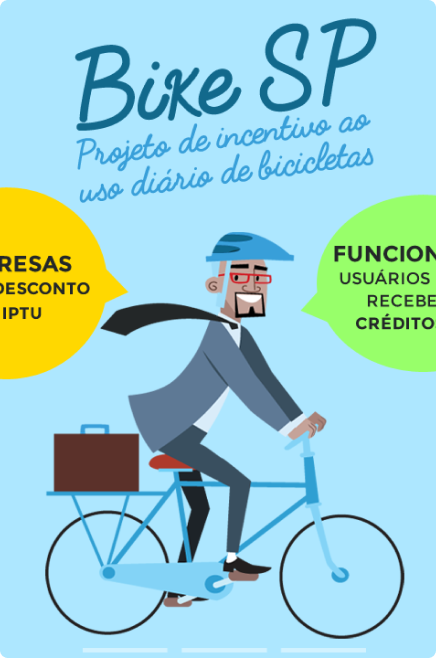 Bike SP
Projeto de incentivo ao
uso diário de bicicletas
RESAS
DESCONTO
IPTU
FUNCION
USUÁRIOS
RECEBE
CRÉDITO